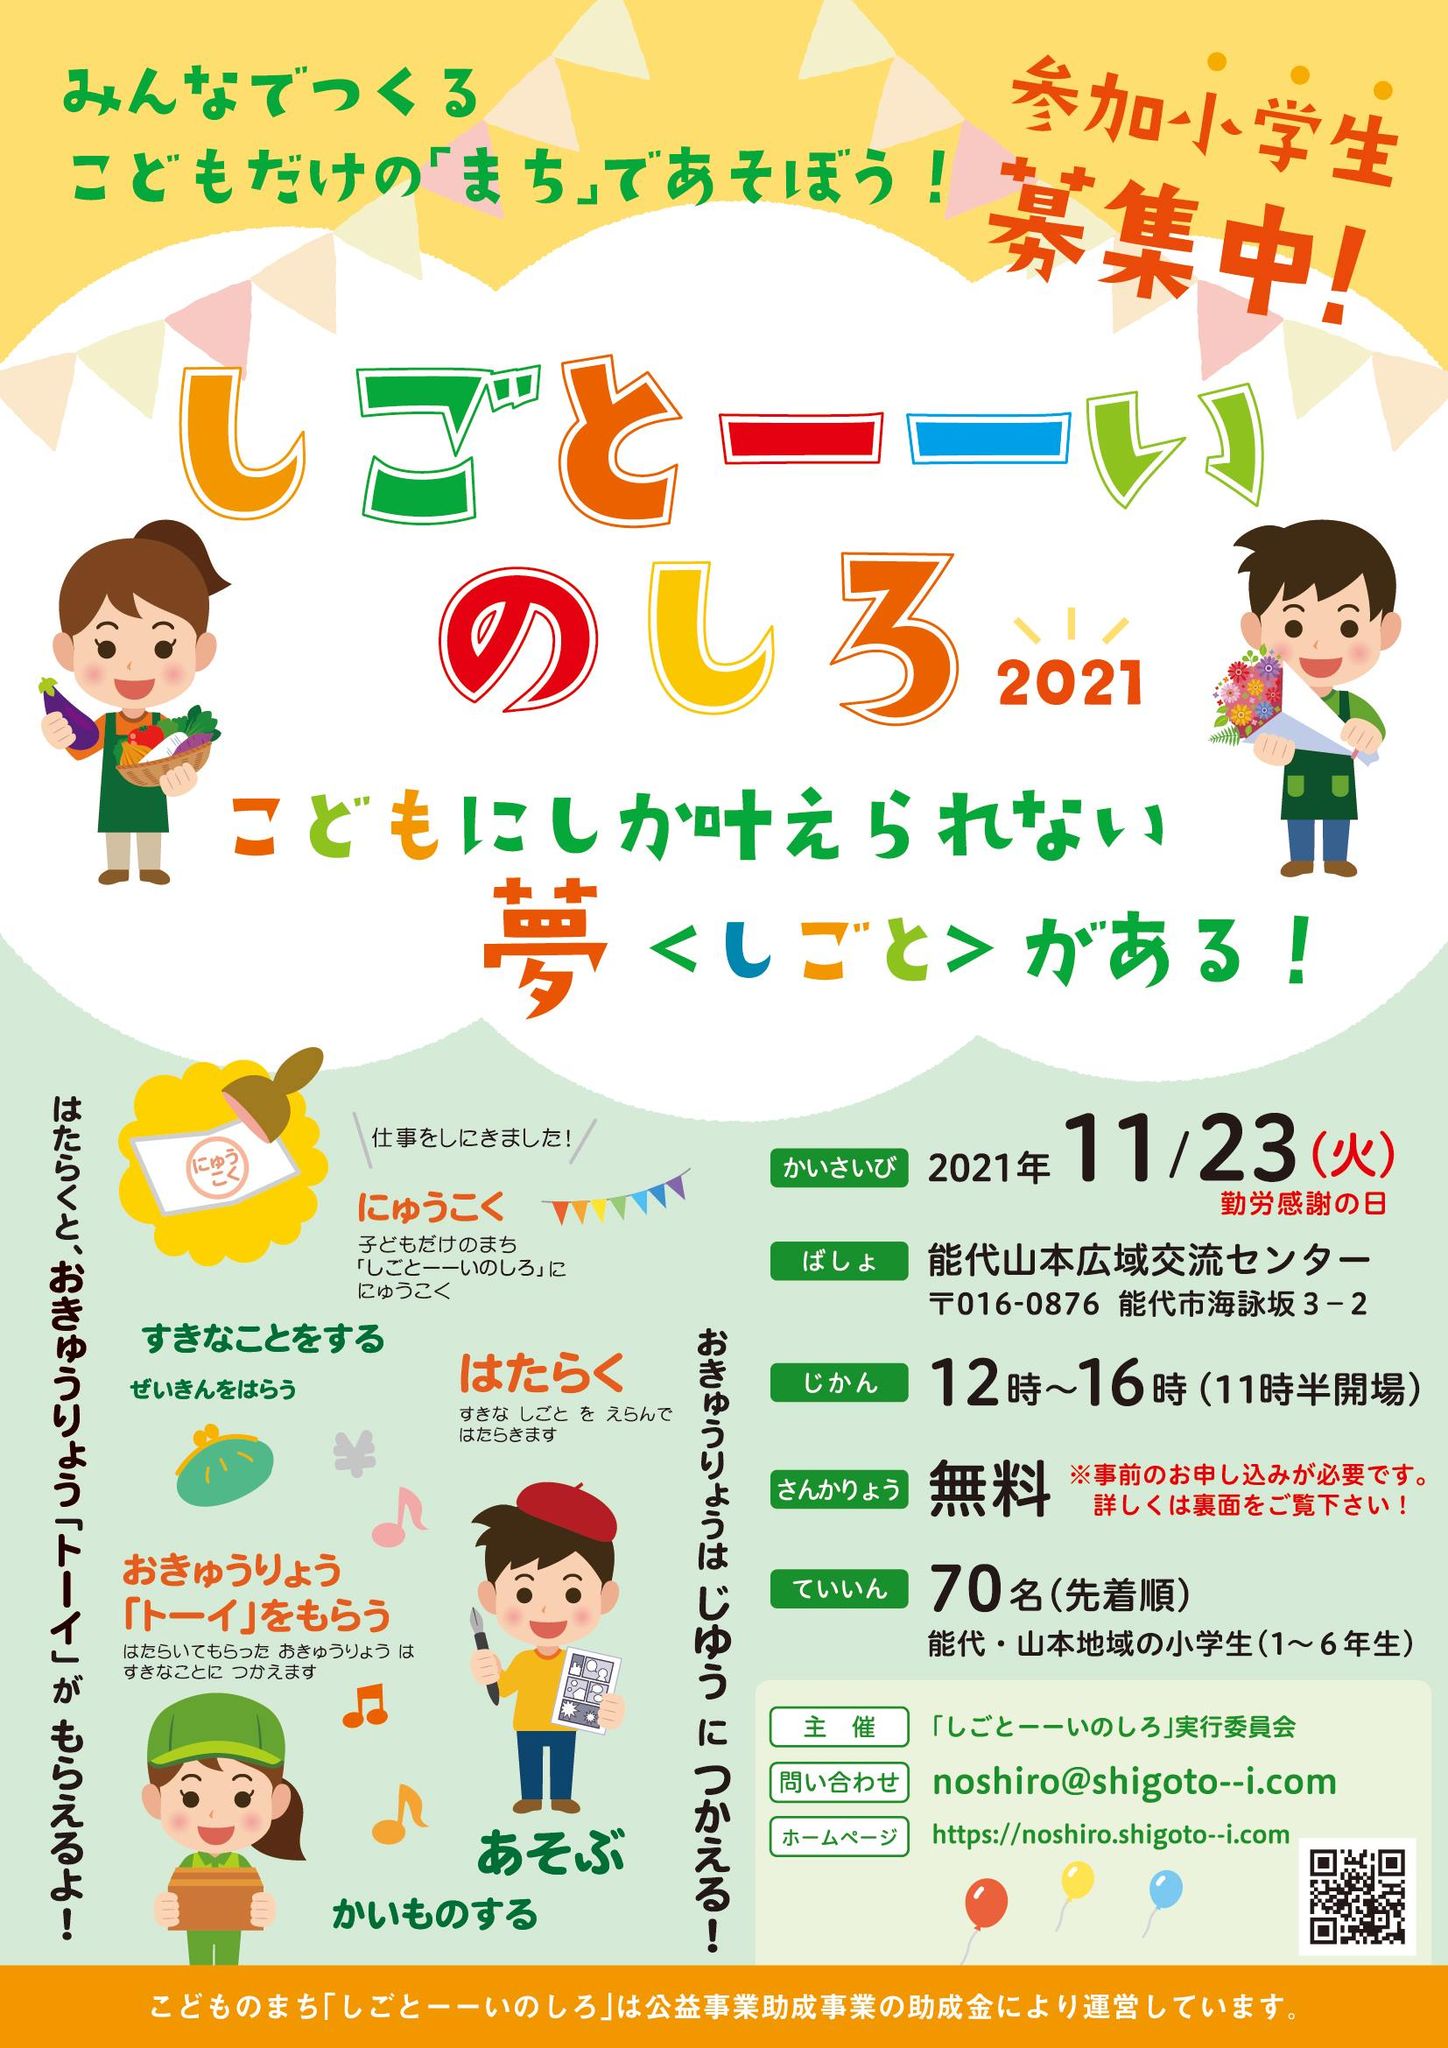 みんなでつくる
こどもだけの「まち」であそぼう！
参加小学生
募集中！
しごとーーい
のしろ
2021
こどもにしか叶えられない
夢＜しごと＞がある！
はたらくと、おきゅうりょう「トーイ」が もらえるよ！
にゅう
こく
仕事をしにきました！
にゅうこく
子どもだけのまち
「しごとーーいのしろ」に
にゅうこく
すきなことをする
ぜいきんをはらう
はたらく
すきな しごと を えらんで
はたらきます
おきゅうりょう
「トーイ」をもらう
はたらいてもらった おきゅうりょう は
すきなことに つかえます
あそぶ
かいものする
おきゅうりょうは じゆう に つかえる！
かいさいび 2021年 11/23（火）
勤労感謝の日
ばしょ 能代山本広域交流センター
〒016-0876 能代市海詠坂３−２
じかん 12時〜16時（11時半開場）
さんかりょう 無料 ※事前のお申し込みが必要です。
詳しくは裏面をご覧下さい！
ていいん 70名（先着順）
能代・山本地域の小学生（1〜６年生）
主 催 「しごとーーいのしろ」実行委員会
問い合わせ noshiro@shigoto--i.com
ホームページ https://noshiro.shigoto--i.com
こどものまち「しごとーーいのしろ」は公益事業助成事業の助成金により運営しています。